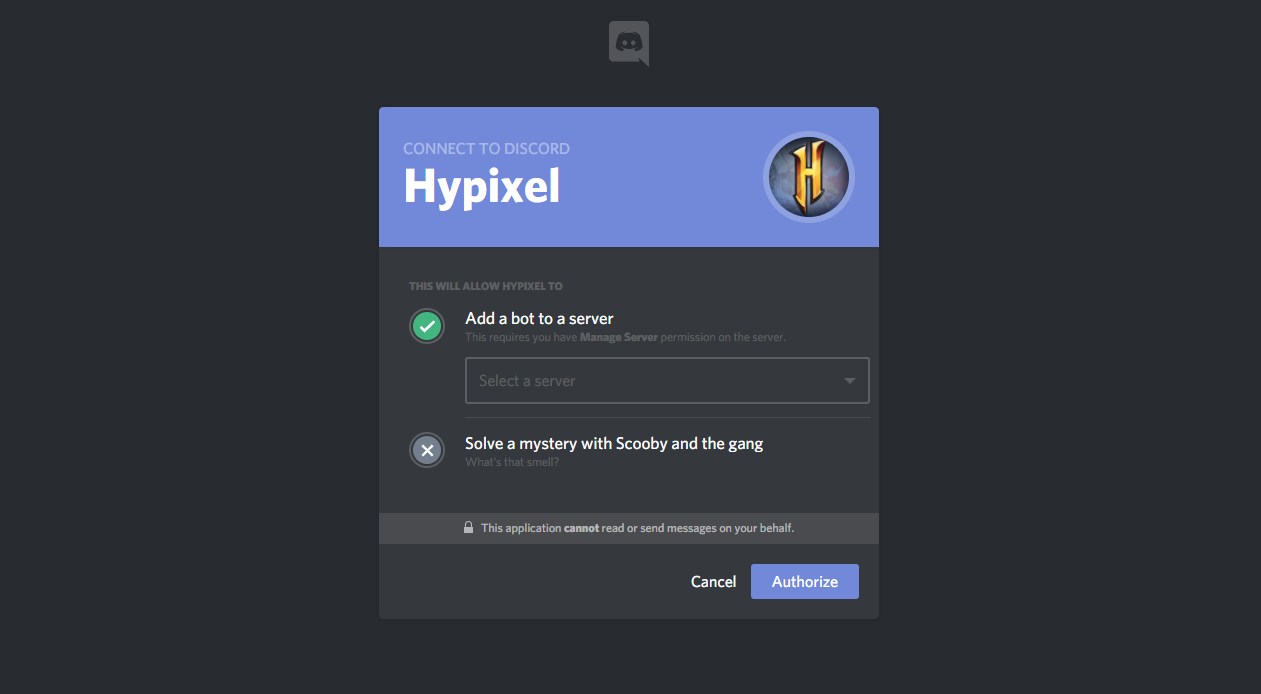 CONNECT TO DISCORD
Hypixel
H
THIS WILL ALLOW HYPIXEL TO
Add a bot to a server
This requires you have Manage Server permission on the server.
Select a server
Solve a mystery with Scooby and the gang
What's that smell?
This application cannot read or send messages on your behalf.
Cancel Authorize